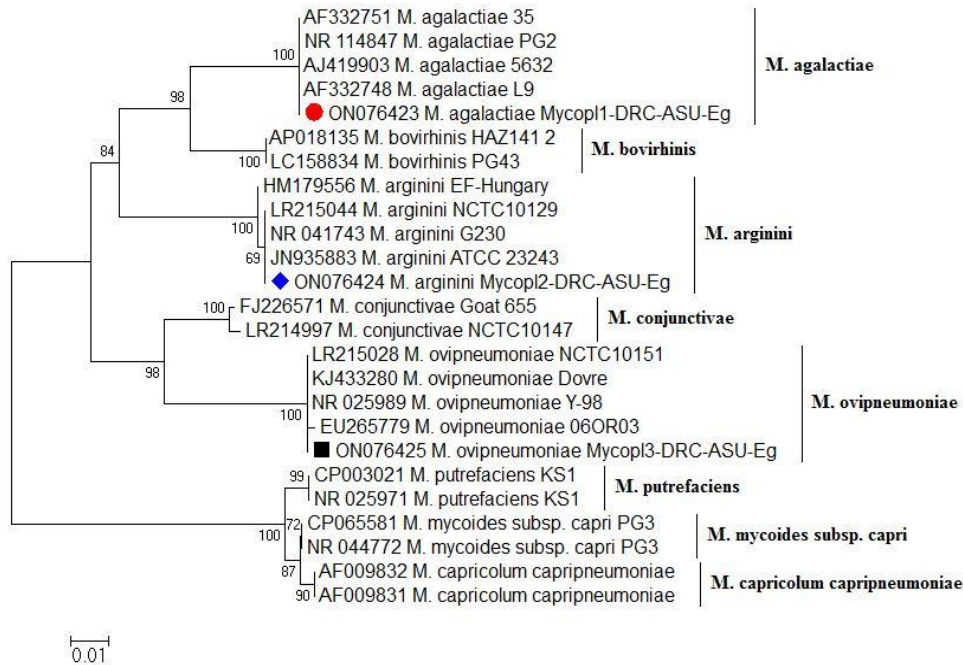 AF332751 M. agalactiae 35
NR 114847 M. agalactiae PG2
100
AJ419903 M. agalactiae 5632
M. agalactiae
AF332748 M. agalactiae L9
98
ON076423 M. agalactiae Mycopl1-DRC-ASU-Eg
AP018135 M. bovirhinis HAZ141 2
84
100
LC158834 M. bovirhinis PG43
M. bovirhinis
HM179556 M. arginini EF-Hungary
LR215044 M. arginini NCTC10129
100
NR 041743 M. arginini G230
M. arginini
69
JN935883 M. arginini ATCC 23243
ON076424 M. arginini Mycopl2-DRC-ASU-Eg
100
FJ226571 M. conjunctivae Goat 655
LR214997 M. conjunctivae NCTC10147
M. conjunctivae
LR215028 M. ovipneumoniae NCTC10151
98
KJ433280 M. ovipneumoniae Dovre
NR 025989 M. ovipneumoniae Y-98
M. ovipneumoniae
100
EU265779 M. ovipneumoniae 06OR03
ON076425 M. ovipneumoniae Mycopl3-DRC-ASU-Eg
99
CP003021 M. putrefaciens KS1
M. putrefaciens
NR 025971 M. putrefaciens KS1
100
72
CP065581 M. mycoides subsp. capri PG3
M. mycoides subsp. capri
NR 044772 M. mycoides subsp. capri PG3
87
AF009832 M. capricolum capripneumoniae
M. capricolum capripneumoniae
90
AF009831 M. capricolum capripneumoniae
0.01